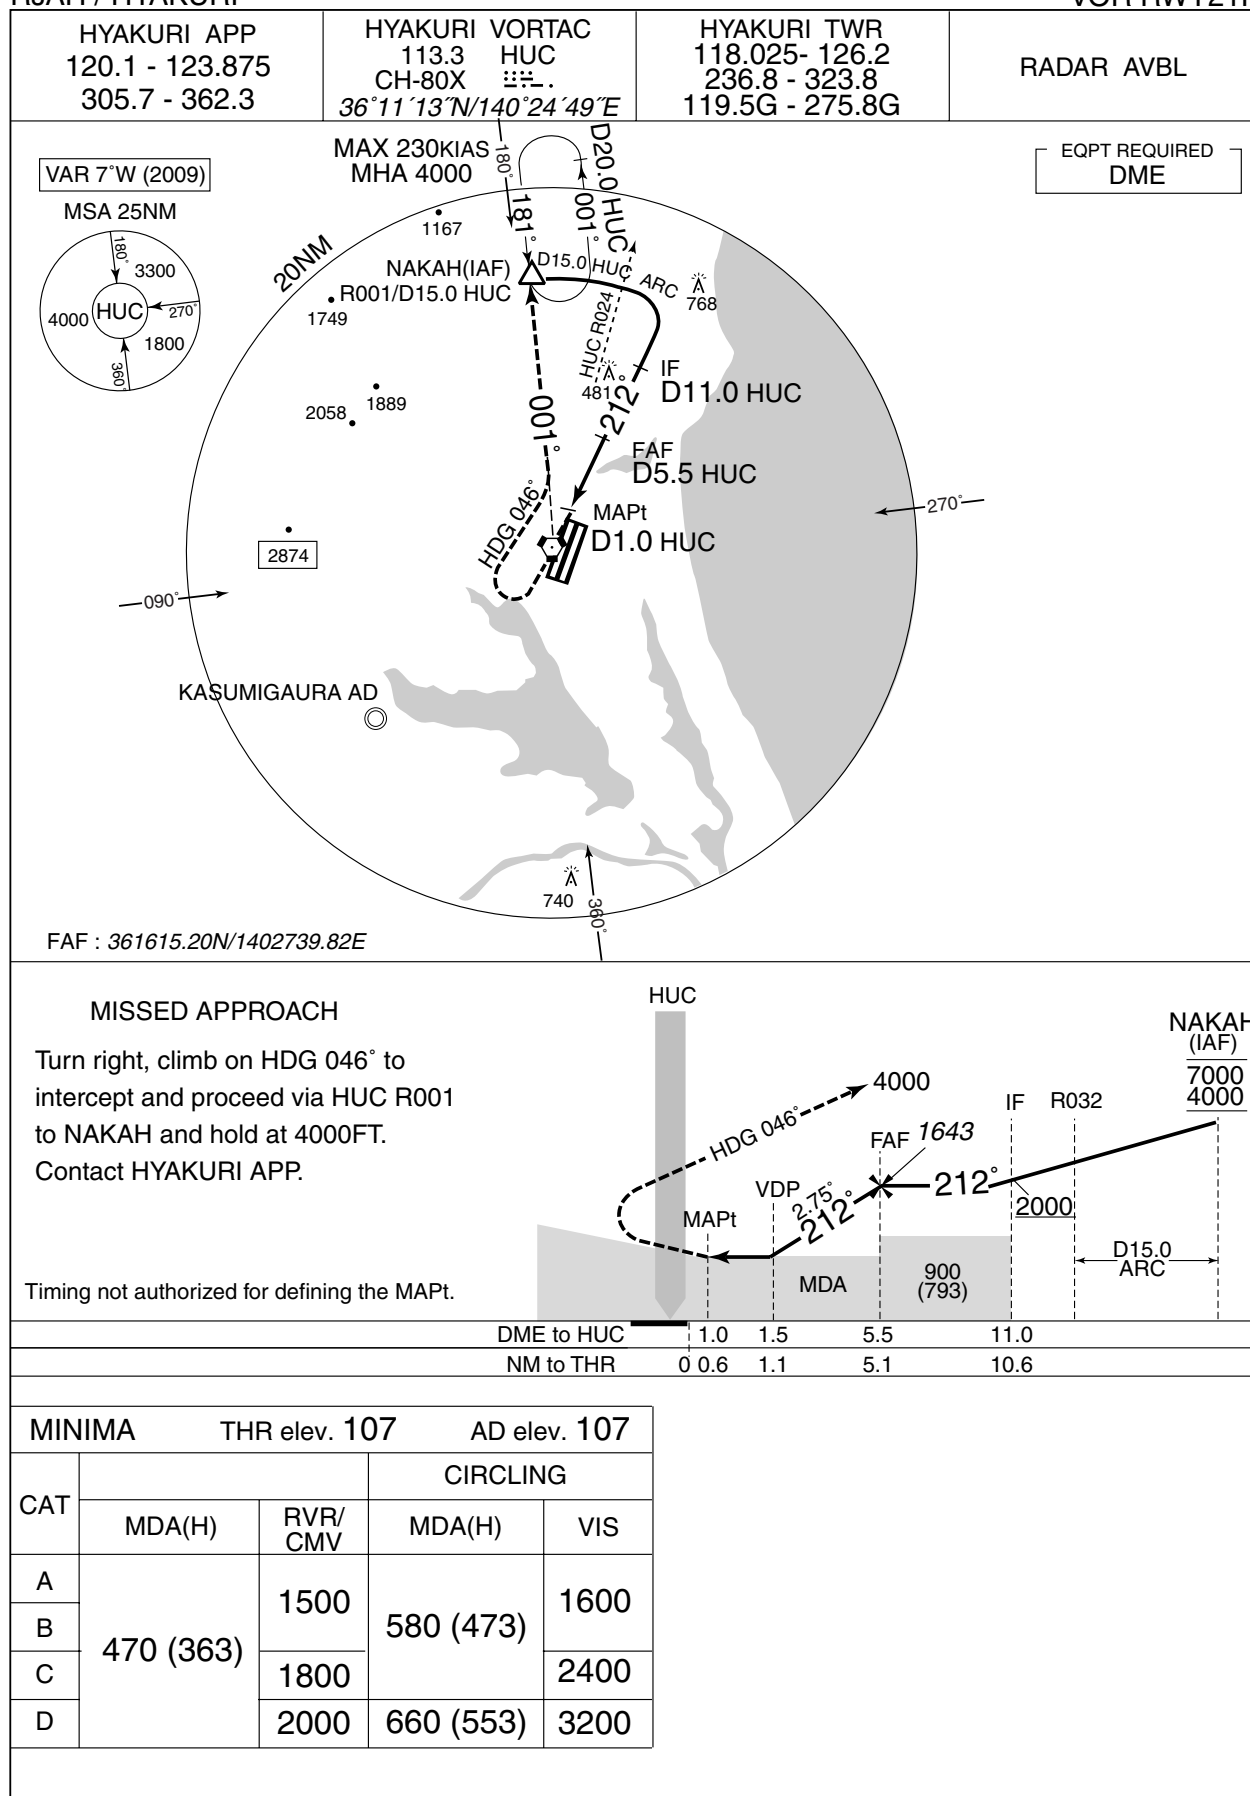 HYAKURI APP
120.1 - 123.875
305.7 - 362.3
HYAKURI VORTAC
113.3 HUC
CH-80X
36°11´13˝N/140°24´49˝E
HYAKURI TWR
118.025- 126.2
236.8 - 323.8
119.5G - 275.8G
RADAR AVBL
EQPT REQUIRED
DME
VAR 7°W (2009)
MSA 25NM
180°
3300
HUC
270°
4000
1800
360°
MAX 230KIAS
MHA 4000
180°
181°
001°
D20.0 HUC
1167
20NM
NAKAH(IAF)
R001/D15.0 HUC
D15.0 HUC ARC
768
1749
HUC R024
481
IF
D11.0 HUC
212°
2058
1889
001°
FAF
D5.5 HUC
HDG 046°
MAPt
D1.0 HUC
270°
2874
090°
KASUMIGAURA AD
740
360°
FAF : 361615.20N/1402739.82E
MISSED APPROACH
Turn right, climb on HDG 046° to
intercept and proceed via HUC R001
to NAKAH and hold at 4000FT.
Contact HYAKURI APP.
Timing not authorized for defining the MAPt.
HUC
NAKAH
(IAF)
7000
4000
4000
HDG 046°
IF
R032
FAF
1643
VDP
2.75°
212°
212°
2000
MAPt
MDA
900
(793)
D15.0
ARC
DME to HUC 1.0 1.5 5.5 11.0
NM to THR 0 0.6 1.1 5.1 10.6
MINIMA THR elev. 107 AD elev. 107
CIRCLING
CAT
MDA(H)
RVR/
CMV
MDA(H)
VIS
A
B
C
D
470 (363)
1500
1800
2000
580 (473)
660 (553)
1600
2400
3200